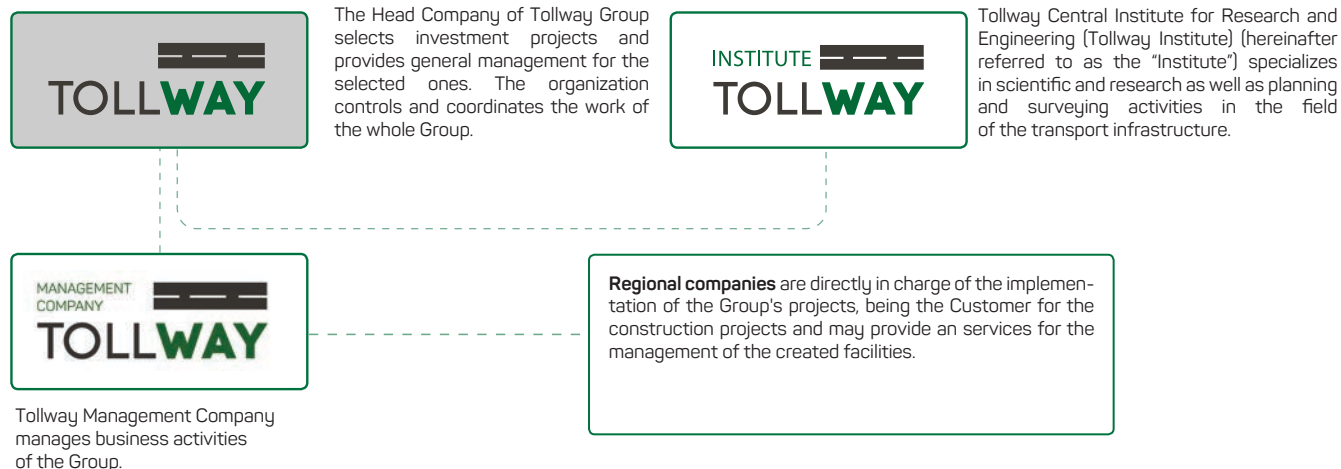 TOLLWAY
The Head Company of Tollway Group
selects investment projects and
provides general management for the
selected ones. The organization
controls and coordinates the work of
the whole Group.
INSTITUTE
TOLLWAY
Tollway Central Institute for Research and
Engineering (Tollway Institute) (hereinafter
referred to as the “Institute”) specializes
in scientific and research as well as planning
and surveying activities in the field
of the transport infrastructure.
MANAGEMENT
COMPANY
TOLLWAY
Tollway Management Company
manages business activities
of the Group.
Regional companies are directly in charge of the implemen-
tation of the Group's projects, being the Customer for the
construction projects and may provide an services for the
management of the created facilities.